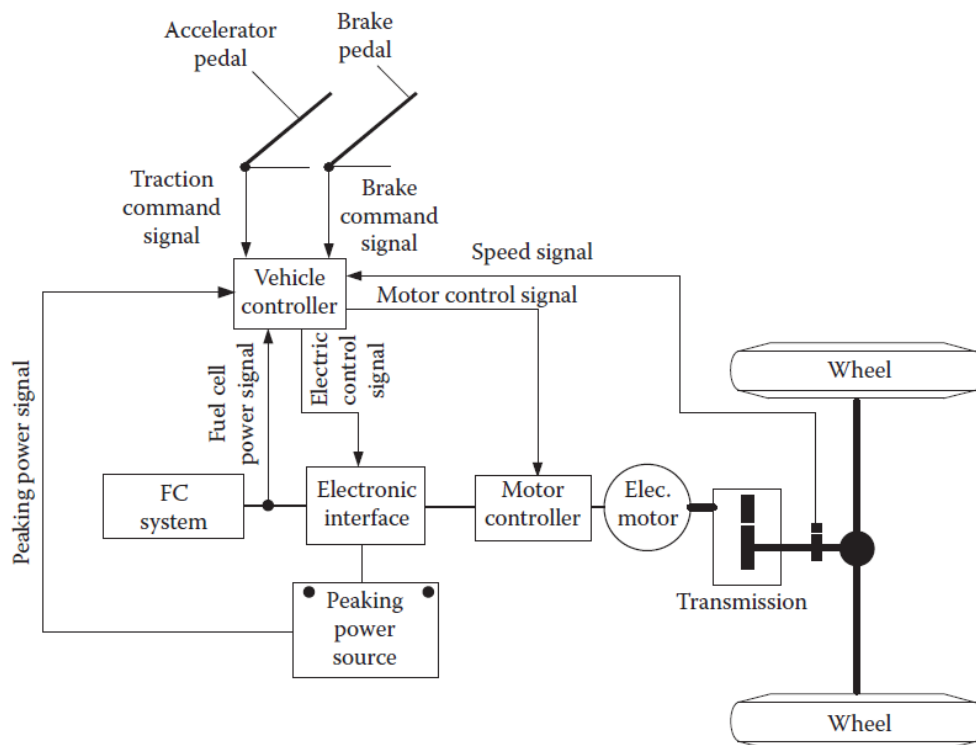 Accelerator
pedal
Brake
pedal
Traction
command
signal
Brake
command
signal
Speed signal
Vehicle
controller
Motor control signal
Peaking power signal
Fuel cell
power signal
Electric
control
signal
Wheel
FC
system
Electronic
interface
Motor
controller
Elec.
motor
Transmission
Peaking
power
source
Wheel